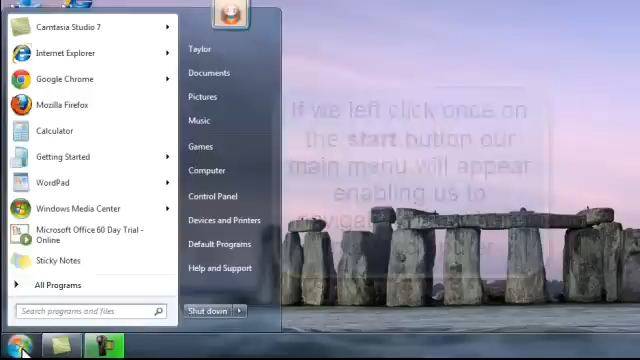 Camtasia Studio 7
Internet Explorer
Google Chrome
Mozilla Firefox
Calculator
Getting Started
WordPad
Windows Media Center
Microsoft Office 60 Day Trial -
Online
Sticky Notes
All Programs
Search programs and files
Taylor
Documents
Pictures
Music
Games
Computer
Control Panel
Devices and Printers
Default Programs
Help and Support
Shut down
If we left click once on
the start button our
main menu will appear
enabling us to